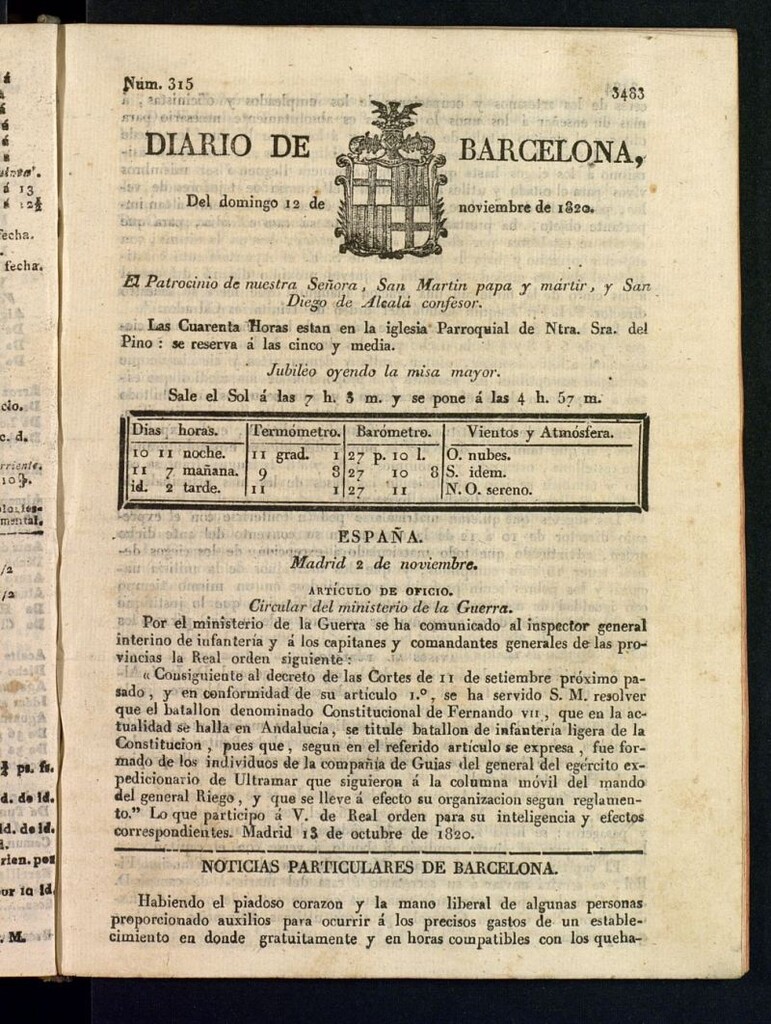 Núm. 315
3483
DIARIO DE BARCELONA,
Del domingo 12 de noviembre de 1820.
El Patrocinio de nuestra Señora, San Martin papa y mártir, y San
Diego de Alcalá confesor.
Las Cuarenta Horas estan en la iglesia Parroquial de Ntra. Sra. del
Pino : se reserva á las cinco y media.
Jubiléo oyendo la misa mayor.
Sale el Sol á las 7 h. 3 m. y se pone á las 4 h. 57 m.
Dias horas. Termómetro. Barómetro. Vientos y Atmósfera.
10 11 noche. 11 grad. 1 27 p. 10 l. O. nubes.
11 7 mañana. 9 8 27 10 8 S. idem.
id. 2 tarde. 11 1 27 11 N. O. sereno.
ESPAÑA.
Madrid 2 de noviembre.
ARTÍCULO DE OFICIO.
Circular del ministerio de la Guerra.
Por el ministerio de la Guerra se ha comunicado al inspector general
interino de infantería y á los capitanes y comandantes generales de las pro-
vincias la Real orden siguiente :
« Consiguiente al decreto de las Cortes de 11 de setiembre próximo pa-
sado, y en conformidad de su artículo 1.º, se ha servido S. M. resolver
que el batallon denominado Constitucional de Fernando VII, que en la ac-
tualidad se halla en Andalucía, se titule batallon de infantería ligera de la
Constitucion, pues que, segun en el referido artículo se expresa, fue for-
mado de los individuos de la compañía de Guias del general del egército ex-
pedicionario de Ultramar que siguieron á la columna móvil del mando
del general Riego, y que se lleve á efecto su organizacion segun reglamen-
to." Lo que participo á V. de Real orden para su inteligencia y efectos
correspondientes. Madrid 13 de octubre de 1820.
NOTICIAS PARTICULARES DE BARCELONA.
Habiendo el piadoso corazon y la mano liberal de algunas personas
proporcionado auxilios para ocurrir á los precisos gastos de un estable-
cimiento en donde gratuitamente y en horas compatibles con los queha-